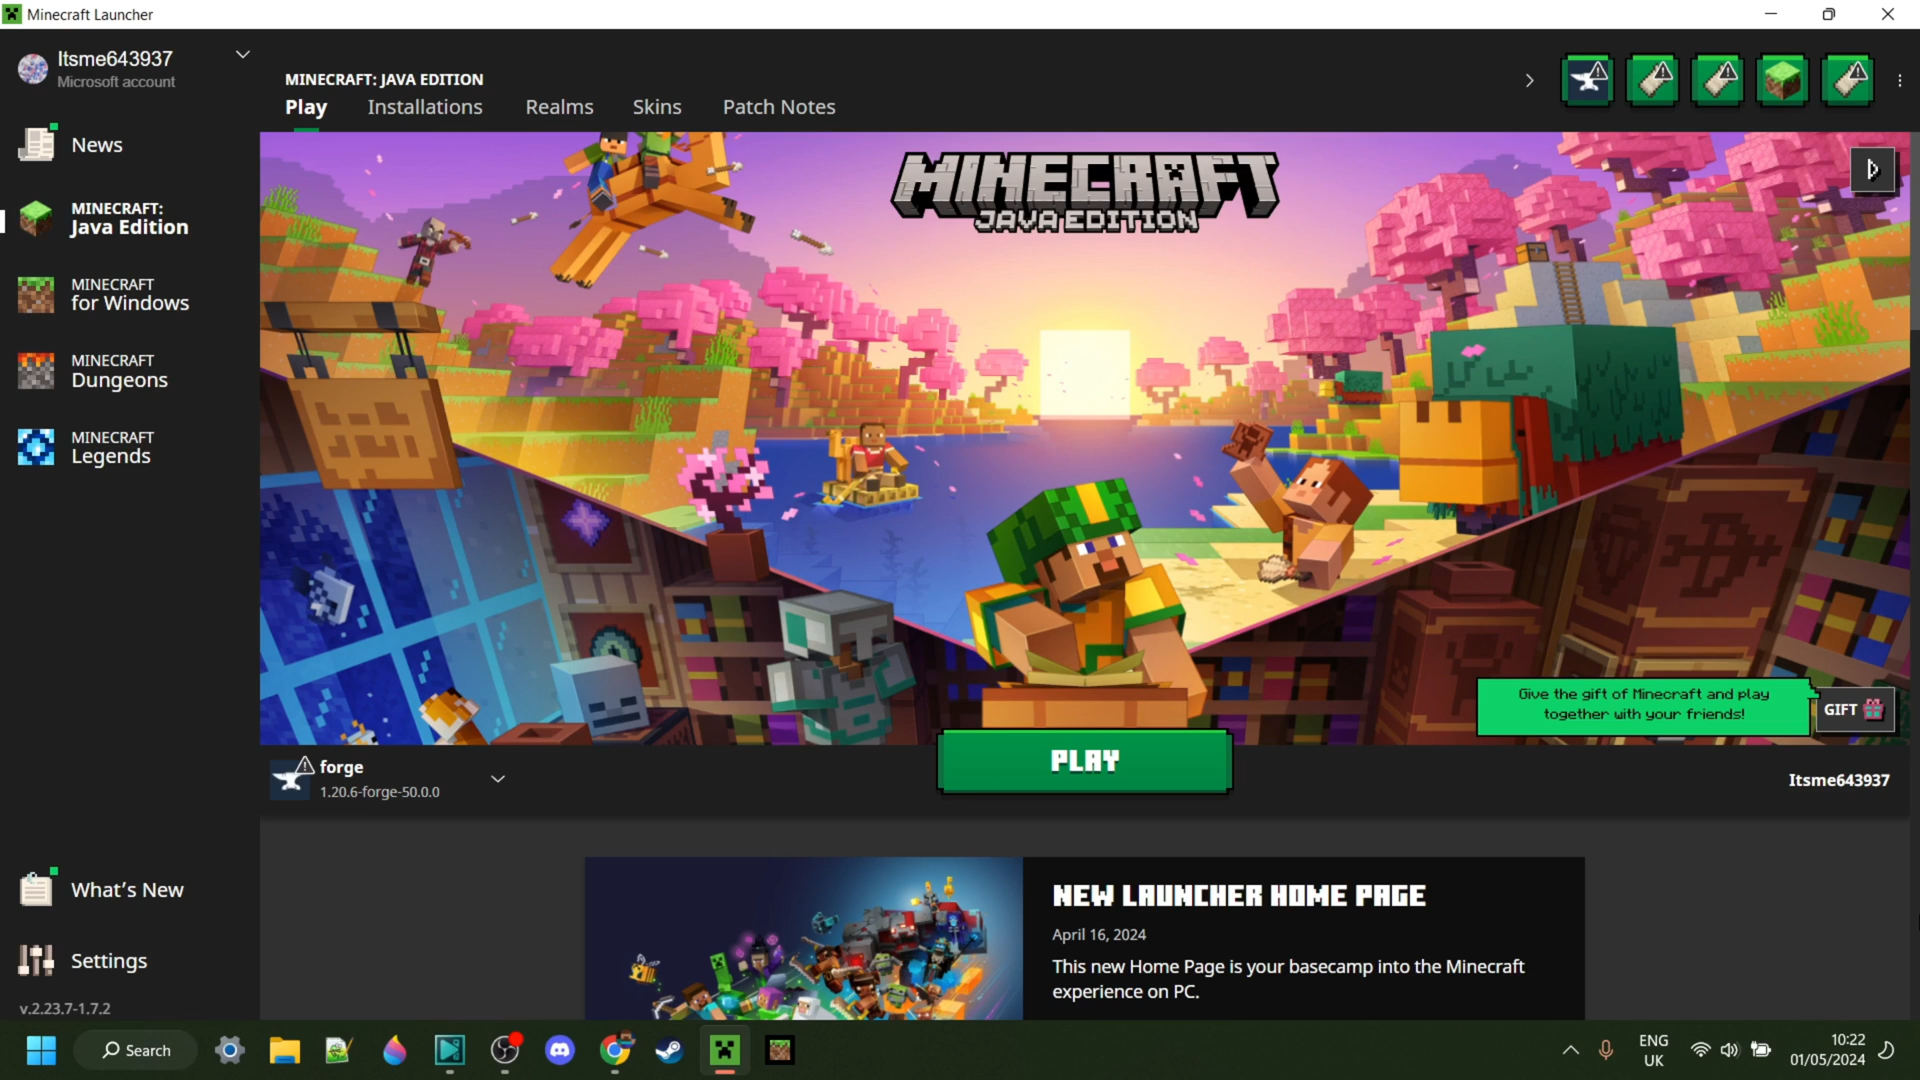 Minecraft Launcher
Itsme643937
Microsoft account
News
MINECRAFT:
Java Edition
MINECRAFT
for Windows
MINECRAFT
Dungeons
MINECRAFT
Legends
What's New
Settings
v.2.23.7-1.7.2
MINECRAFT: JAVA EDITION
Play Installations Realms Skins Patch Notes
MINECRAFT
JAVA EDITION
Give the gift of Minecraft and play
together with your friends!
GIFT
forge
1.20.6-forge-50.0.0
PLAY
Itsme643937
NEW LAUNCHER HOME PAGE
April 16, 2024
This new Home Page is your basecamp into the Minecraft
experience on PC.
Search
ENG
UK
10:22
01/05/2024